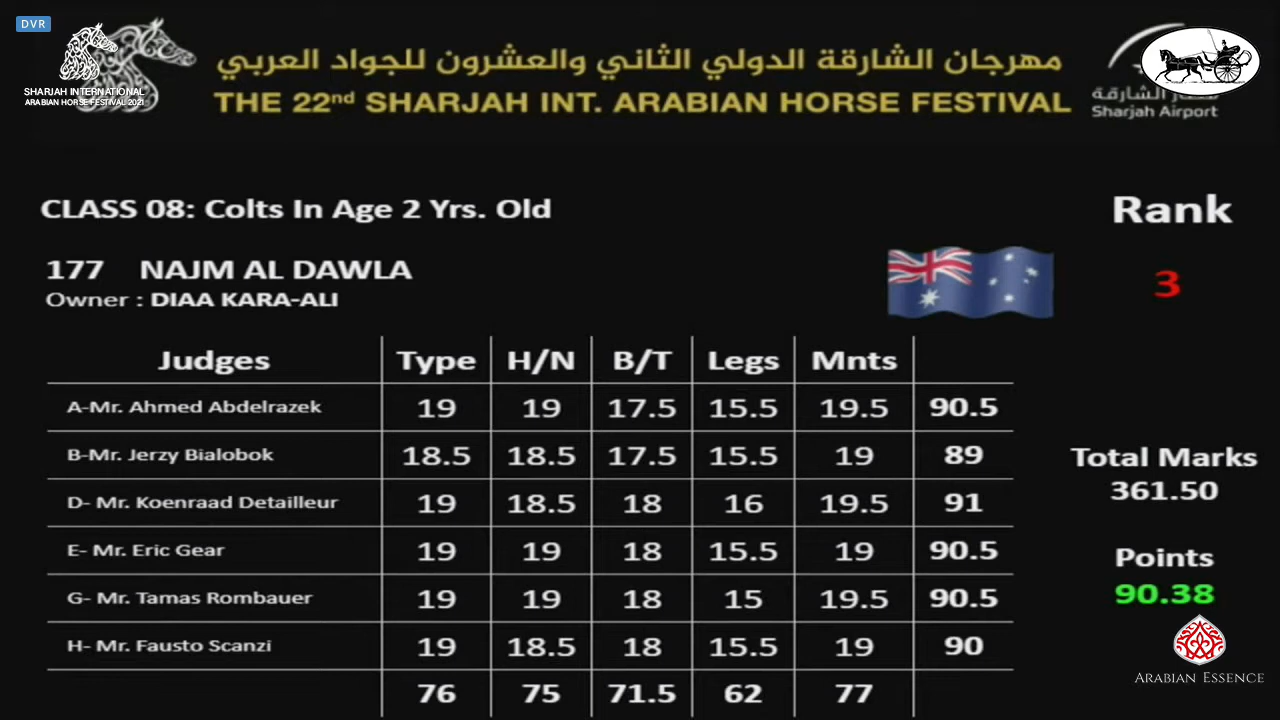 DVR
SHARJAH INTERNATIONAL
ARABIAN HORSE FESTIVAL 2021
مهرجان الشارقة الدولي الثاني والعشرون للجواد العربي
THE 22nd SHARJAH INT. ARABIAN HORSE FESTIVAL
الشارقة
Sharjah Airport
CLASS 08: Colts In Age 2 Yrs. Old
Rank
177 NAJM AL DAWLA
Owner : DIAA KARA-ALI
3
Judges Type H/N B/T Legs Mnts
A-Mr. Ahmed Abdelrazek 19 19 17.5 15.5 19.5 90.5
B-Mr. Jerzy Bialobok 18.5 18.5 17.5 15.5 19 89
D- Mr. Koenraad Detailleur 19 18.5 18 16 19.5 91
E- Mr. Eric Gear 19 19 18 15.5 19 90.5
G- Mr. Tamas Rombauer 19 19 18 15 19.5 90.5
H- Mr. Fausto Scanzi 19 18.5 18 15.5 19 90
76 75 71.5 62 77
Total Marks
361.50
Points
90.38
ARABIAN ESSENCE